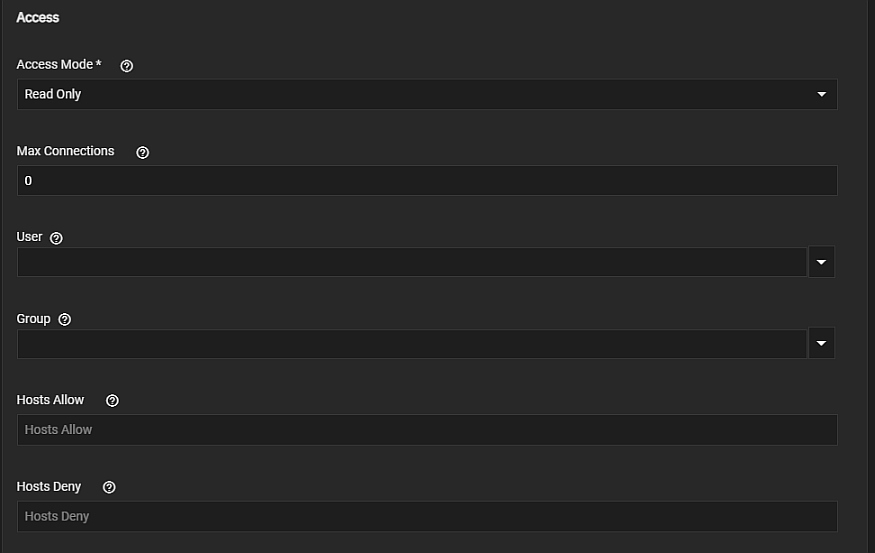 Access
Access Mode *
Read Only
Max Connections
0
User
Group
Hosts Allow
Hosts Allow
Hosts Deny
Hosts Deny